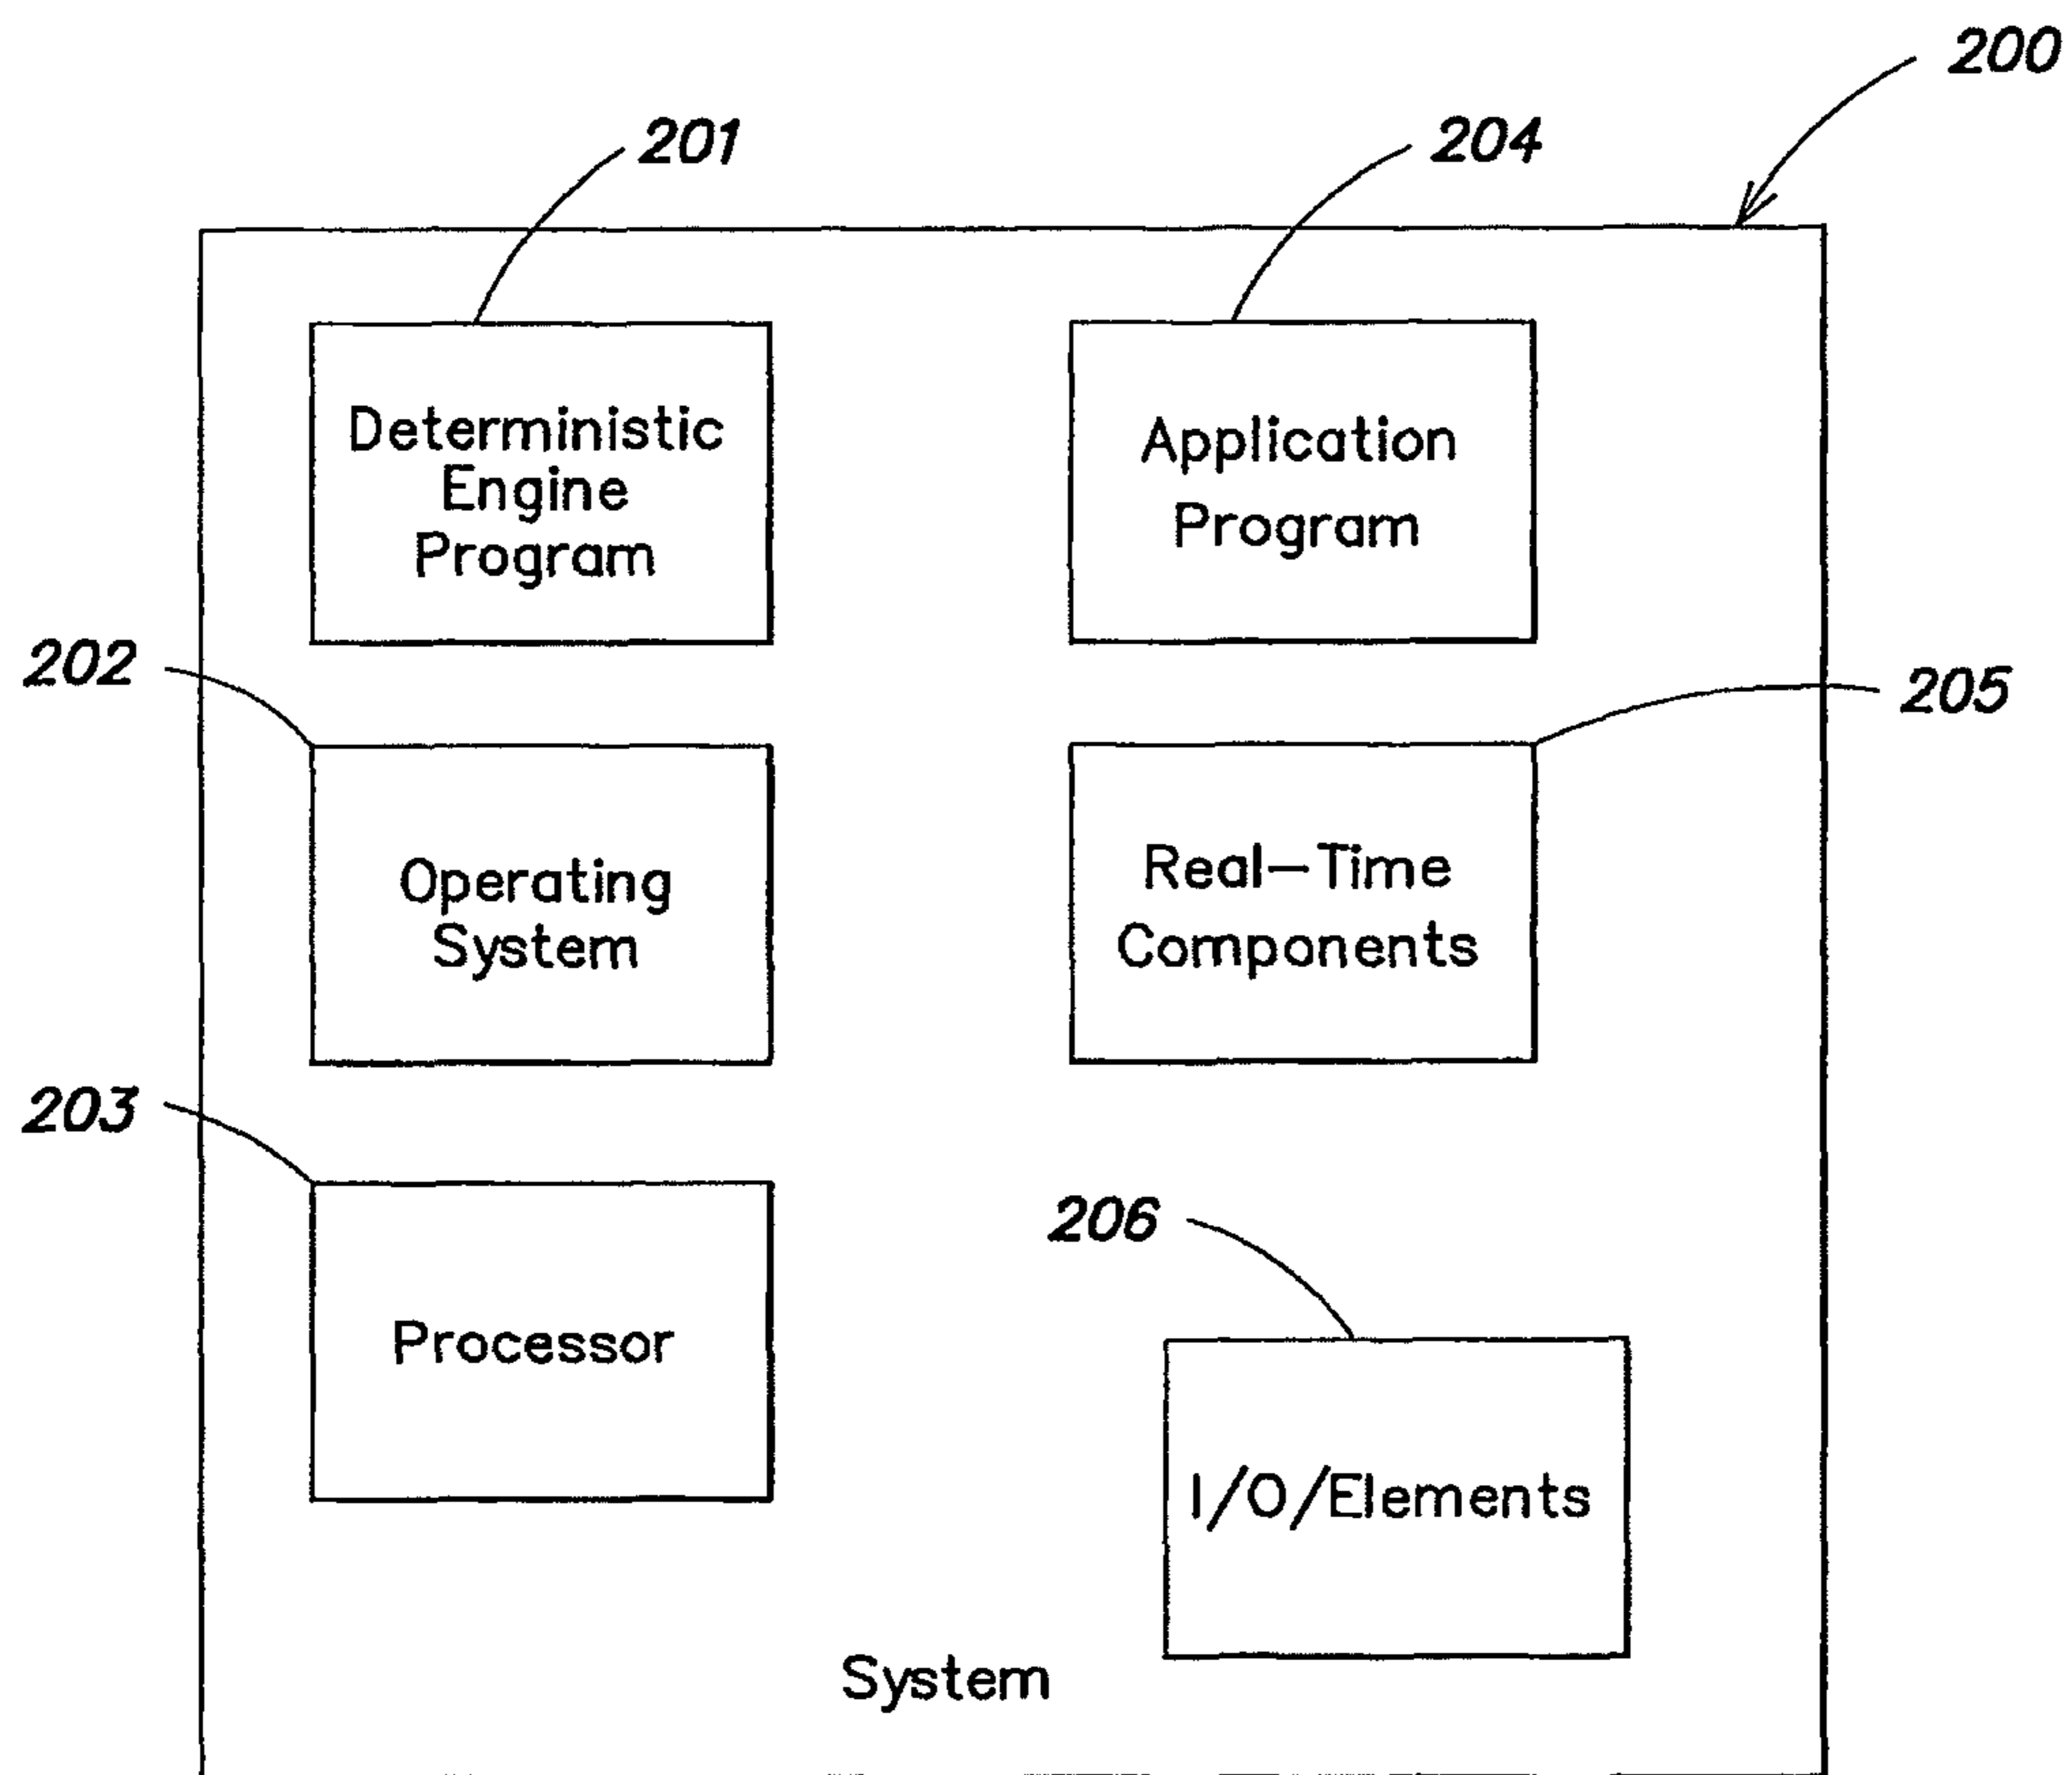 200
201
204
Deterministic
Engine
Program
Application
Program
202
205
Operating
System
Real-Time
Components
203
206
Processor
I/O/Elements
System